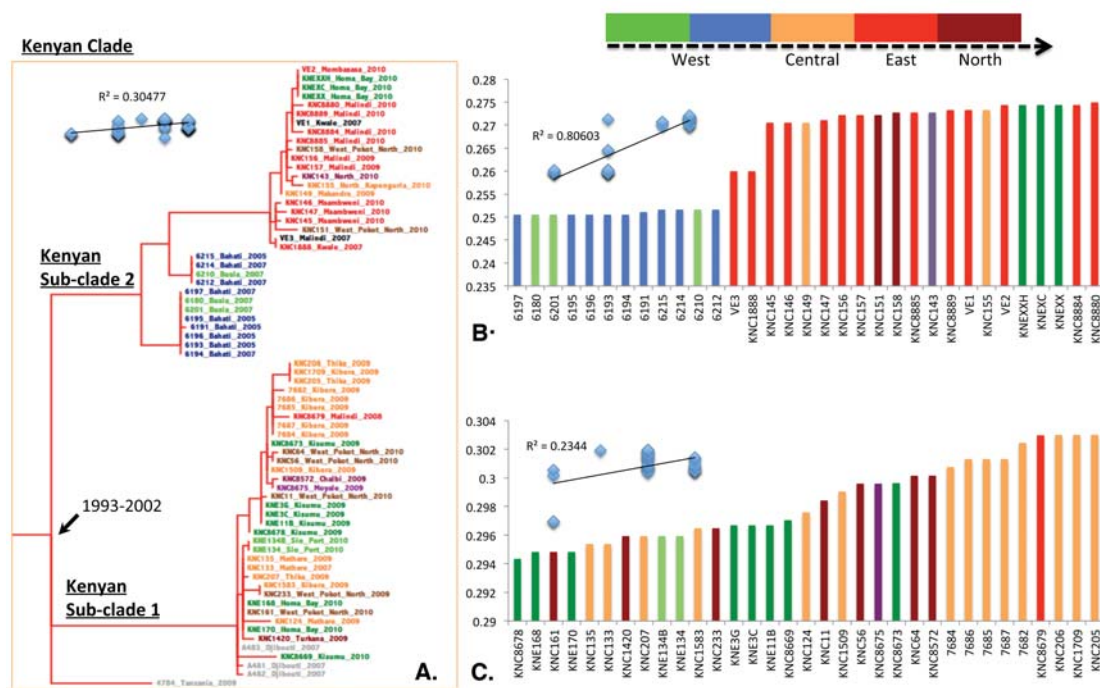 Kenyan Clade
R² = 0.30477
VE2_Mombasasa_2010
KNEXXH_Homa_Bay_2010
KNEXC_Homa_Bay_2010
KNEXX_Homa_Bay_2010
KNC8880_Malindi_2010
KNC8889_Malindi_2010
VE1_Kwale_2007
KNC8884_Malindi_2010
KNC8885_Malindi_2010
KNC158_West_Pokot_North_2010
KNC156_Malindi_2009
KNC157_Malindi_2009
KNC143_North_2010
KNC155_North_Kapenguria_2010
KNC149_Makandra_2009
KNC146_Msambweni_2010
KNC147_Msambweni_2010
KNC145_Msambweni_2010
KNC151_West_Pokot_North_2010
VE3_Malindi_2007
KNC1888_Kwale_2007
Kenyan
Sub-clade 2
6215_Bahati_2005
6214_Bahati_2007
6210_Busia_2007
6212_Bahati_2007
6197_Bahati_2007
6180_Busia_2007
6201_Busia_2007
6195_Bahati_2005
6191_Bahati_2005
6196_Bahati_2005
6193_Bahati_2005
6194_Bahati_2007
KNC206_Thika_2009
KNC1709_Kibera_2009
KNC205_Thika_2009
7682_Kibera_2009
7686_Kibera_2009
7685_Kibera_2009
KNC8679_Malindi_2008
7687_Kibera_2009
7684_Kibera_2009
KNC8673_Kisumu_2009
KNC64_West_Pokot_North_2010
KNC56_West_Pokot_North_2010
KNC1509_Kibera_2009
KNC8572_Chalbi_2009
KNC8675_Moyale_2009
KNC11_West_Pokot_North_2010
KNE3G_Kisumu_2009
KNE3C_Kisumu_2009
KNE11B_Kisumu_2009
KNC8678_Kisumu_2009
KNE134B_Sio_Port_2010
KNE134_Sio_Port_2010
KNC135_Mathare_2009
KNC133_Mathare_2007
KNC207_Thika_2009
KNC1583_Kibera_2009
KNC233_West_Pokot_North_2009
KNE168_Homa_Bay_2010
KNC161_West_Pokot_North_2010
KNC124_Mathare_2009
KNE170_Homa_Bay_2010
KNC1420_Turkana_2009
A483_Djibouti_2007
KNC8669_Kisumu_2010
A481_Djibouti_2007
A482_Djibouti_2007
4784_Tanzania_2009
1993-2002
Kenyan
Sub-clade 1
A.
West Central East North
0.28
0.275
0.27
0.265
0.26
0.255
0.25
0.245
0.24
0.235
R² = 0.80603
6197 6180 6201 6195 6196 6193 6194 6191 6215 6214 6210 6212 VE3 KNC1888 KNC145 KNC146 KNC149 KNC147 KNC156 KNC157 KNC151 KNC158 KNC8885 KNC143 KNC8889 VE1 KNC155 VE2 KNEXXH KNEXC KNEXX KNC8884 KNC8880
B.
0.304
0.302
0.3
0.298
0.296
0.294
0.292
0.29
R² = 0.2344
KNC8678 KNE168 KNC161 KNE170 KNC135 KNC133 KNC1420 KNC207 KNE134B KNE134 KNC1583 KNC233 KNE3G KNE3C KNE11B KNC8669 KNC124 KNC11 KNC1509 KNC56 KNC8675 KNC8673 KNC64 KNC8572 7684 7686 7685 7687 7682 KNC8679 KNC206 KNC1709 KNC205
C.